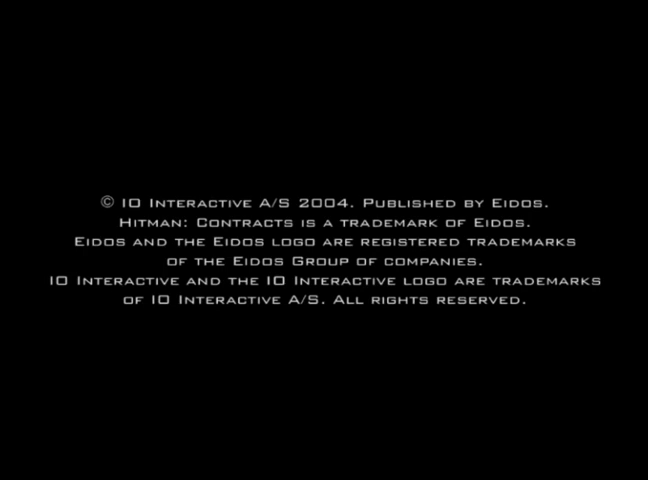 © IO Interactive A/S 2004. Published by Eidos.
Hitman: Contracts is a trademark of Eidos.
Eidos and the Eidos logo are registered trademarks
of the Eidos Group of companies.
IO Interactive and the IO Interactive logo are trademarks
of IO Interactive A/S. All rights reserved.